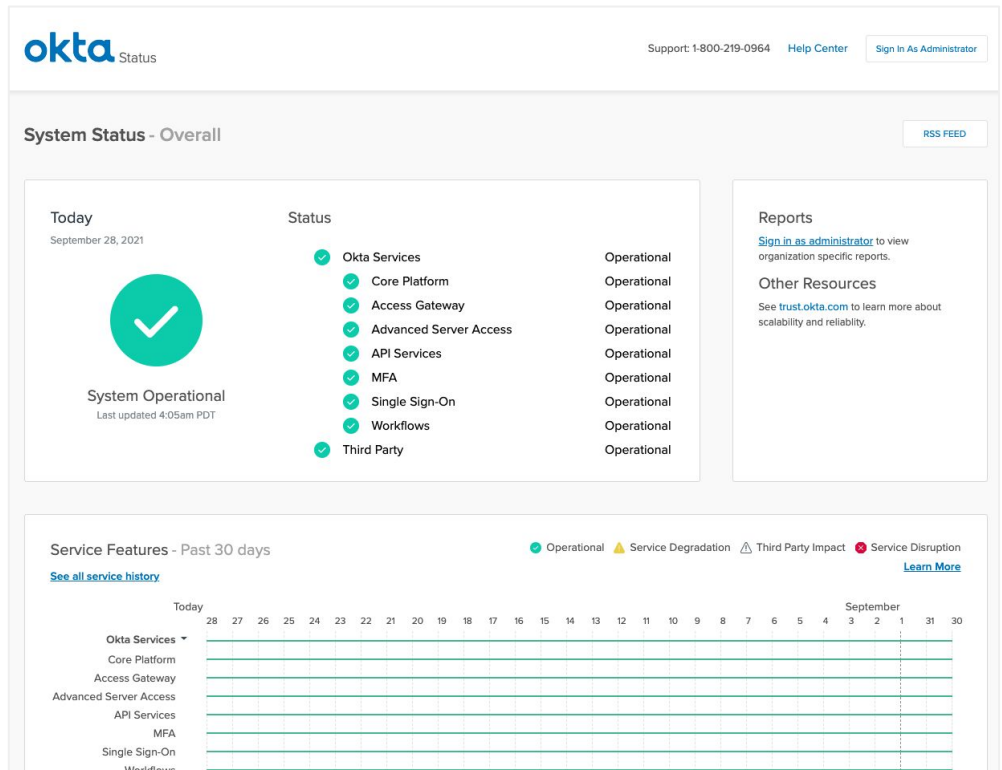 okta Status
Support: 1-800-219-0964 Help Center Sign In As Administrator
System Status - Overall
RSS FEED
Today
September 28, 2021
System Operational
Last updated 4:05am PDT
Status
Okta Services Operational
Core Platform Operational
Access Gateway Operational
Advanced Server Access Operational
API Services Operational
MFA Operational
Single Sign-On Operational
Workflows Operational
Third Party Operational
Reports
Sign in as administrator to view
organization specific reports.
Other Resources
See trust.okta.com to learn more about
scalability and reliablity.
Service Features - Past 30 days
See all service history
Operational Service Degradation Third Party Impact Service Disruption
Learn More
Today September
28 27 26 25 24 23 22 21 20 19 18 17 16 15 14 13 12 11 10 9 8 7 6 5 4 3 2 1 31 30
Okta Services
Core Platform
Access Gateway
Advanced Server Access
API Services
MFA
Single Sign-On
Workflows